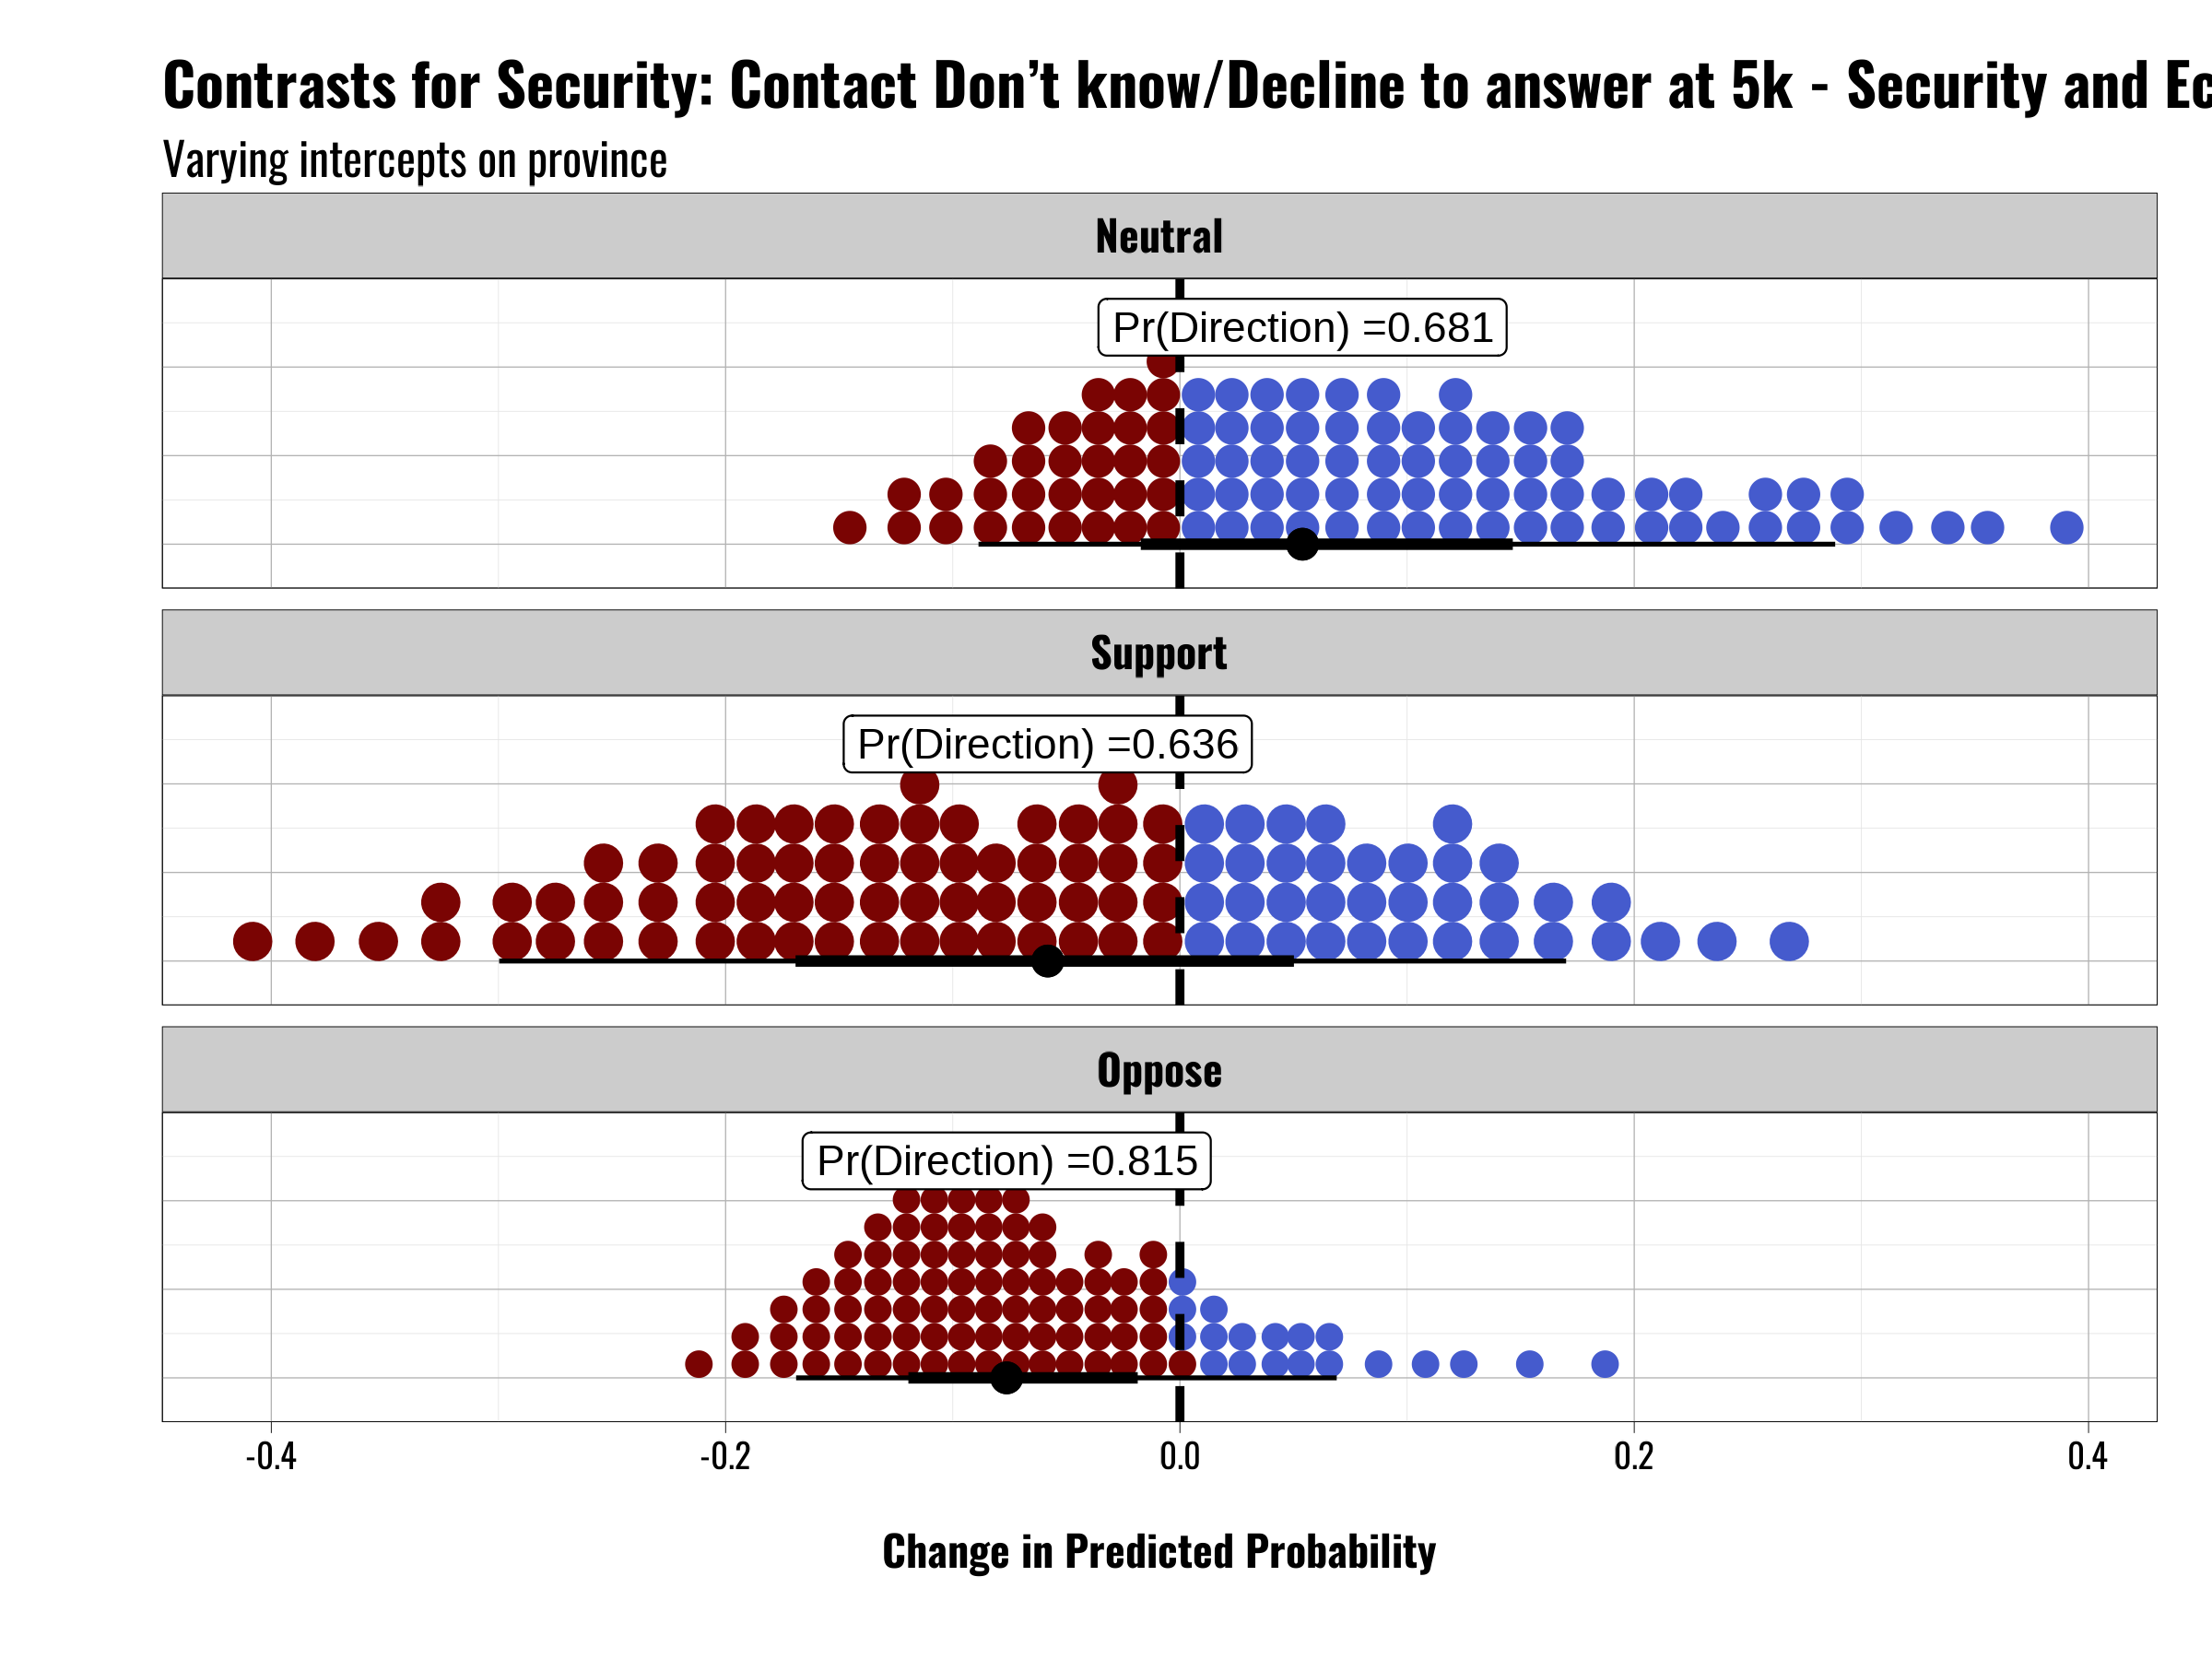 Contrasts for Security: Contact Don’t know/Decline to answer at 5k - Security and Ec
Varying intercepts on province
Neutral
Pr(Direction) =0.681
Support
Pr(Direction) =0.636
Oppose
Pr(Direction) =0.815
-0.4 -0.2 0.0 0.2 0.4
Change in Predicted Probability